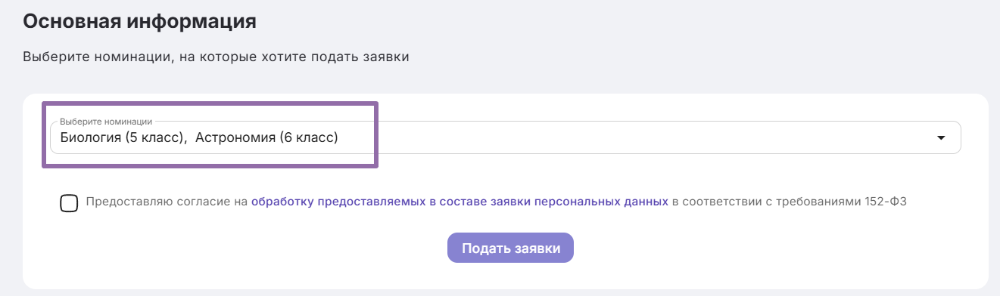 Основная информация
Выберите номинации, на которые хотите подать заявки
Выберите номинации
Биология (5 класс), Астрономия (6 класс)
Предоставляю согласие на обработку предоставляемых в составе заявки персональных данных в соответствии с требованиями 152-ФЗ
Подать заявки